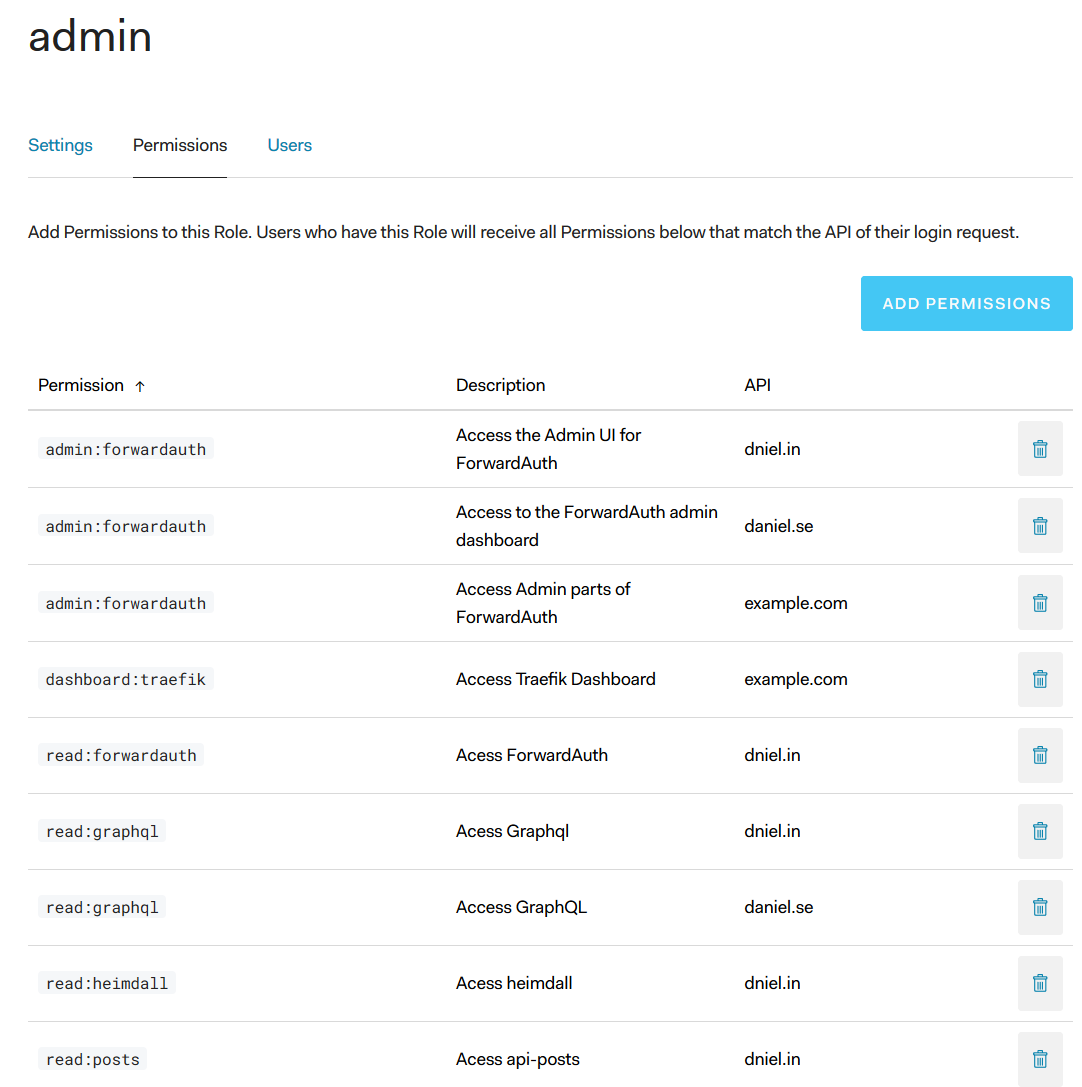 admin
Settings Permissions Users
Add Permissions to this Role. Users who have this Role will receive all Permissions below that match the API of their login request.
ADD PERMISSIONS
Permission ↑ Description API
admin:forwardauth Access the Admin UI for ForwardAuth dniel.in
admin:forwardauth Access to the ForwardAuth admin dashboard daniel.se
admin:forwardauth Access Admin parts of ForwardAuth example.com
dashboard:traefik Access Traefik Dashboard example.com
read:forwardauth Acess ForwardAuth dniel.in
read:graphql Acess Graphql dniel.in
read:graphql Access GraphQL daniel.se
read:heimdall Acess heimdall dniel.in
read:posts Acess api-posts dniel.in